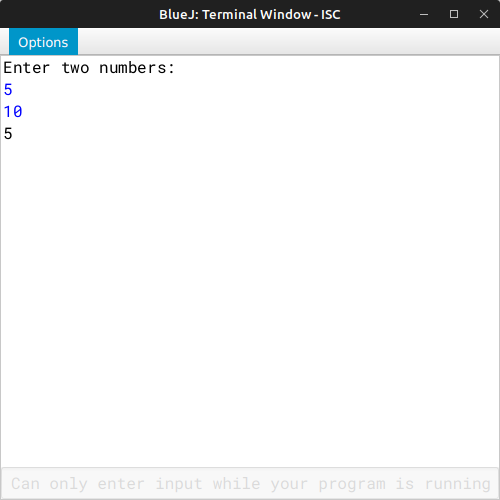 BlueJ: Terminal Window - ISC
Options
Enter two numbers:
5
10
5
Can only enter input while your program is running